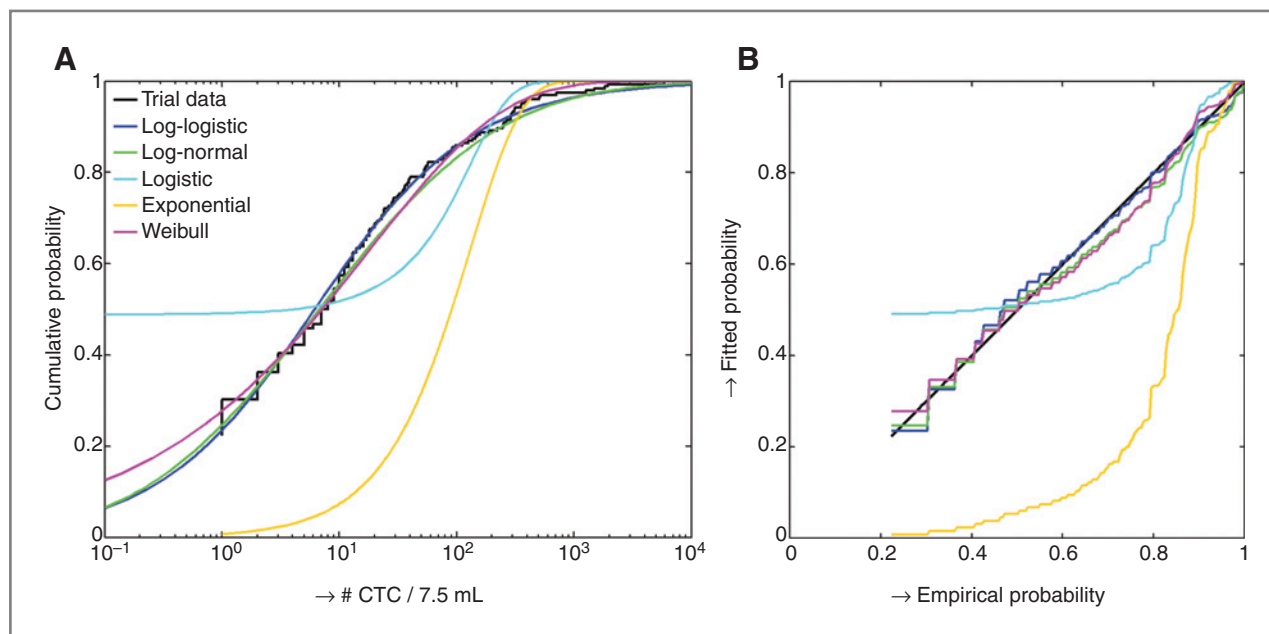 A
Cumulative probability
1
0.8
0.6
0.4
0.2
0
Trial data
Log-logistic
Log-normal
Logistic
Exponential
Weibull
10⁻¹ 10⁰ 10¹ 10² 10³ 10⁴
→ # CTC / 7.5 mL
B
→ Fitted probability
1
0.8
0.6
0.4
0.2
0
0 0.2 0.4 0.6 0.8 1
→ Empirical probability